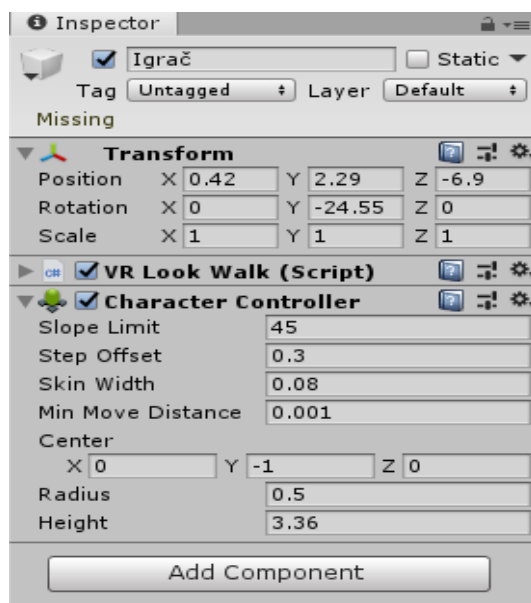 Inspector
Igrač Static
Tag Untagged Layer Default
Missing
Transform
Position X 0.42 Y 2.29 Z -6.9
Rotation X 0 Y -24.55 Z 0
Scale X 1 Y 1 Z 1
c# VR Look Walk (Script)
Character Controller
Slope Limit 45
Step Offset 0.3
Skin Width 0.08
Min Move Distance 0.001
Center
X 0 Y -1 Z 0
Radius 0.5
Height 3.36
Add Component